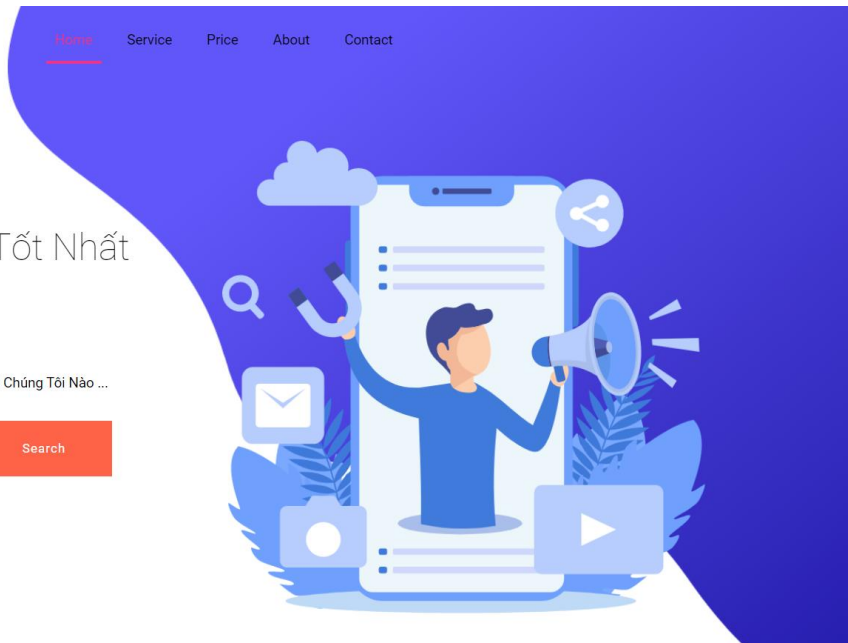 Home Service Price About Contact
Tốt Nhất
Chúng Tôi Nào ...
Search